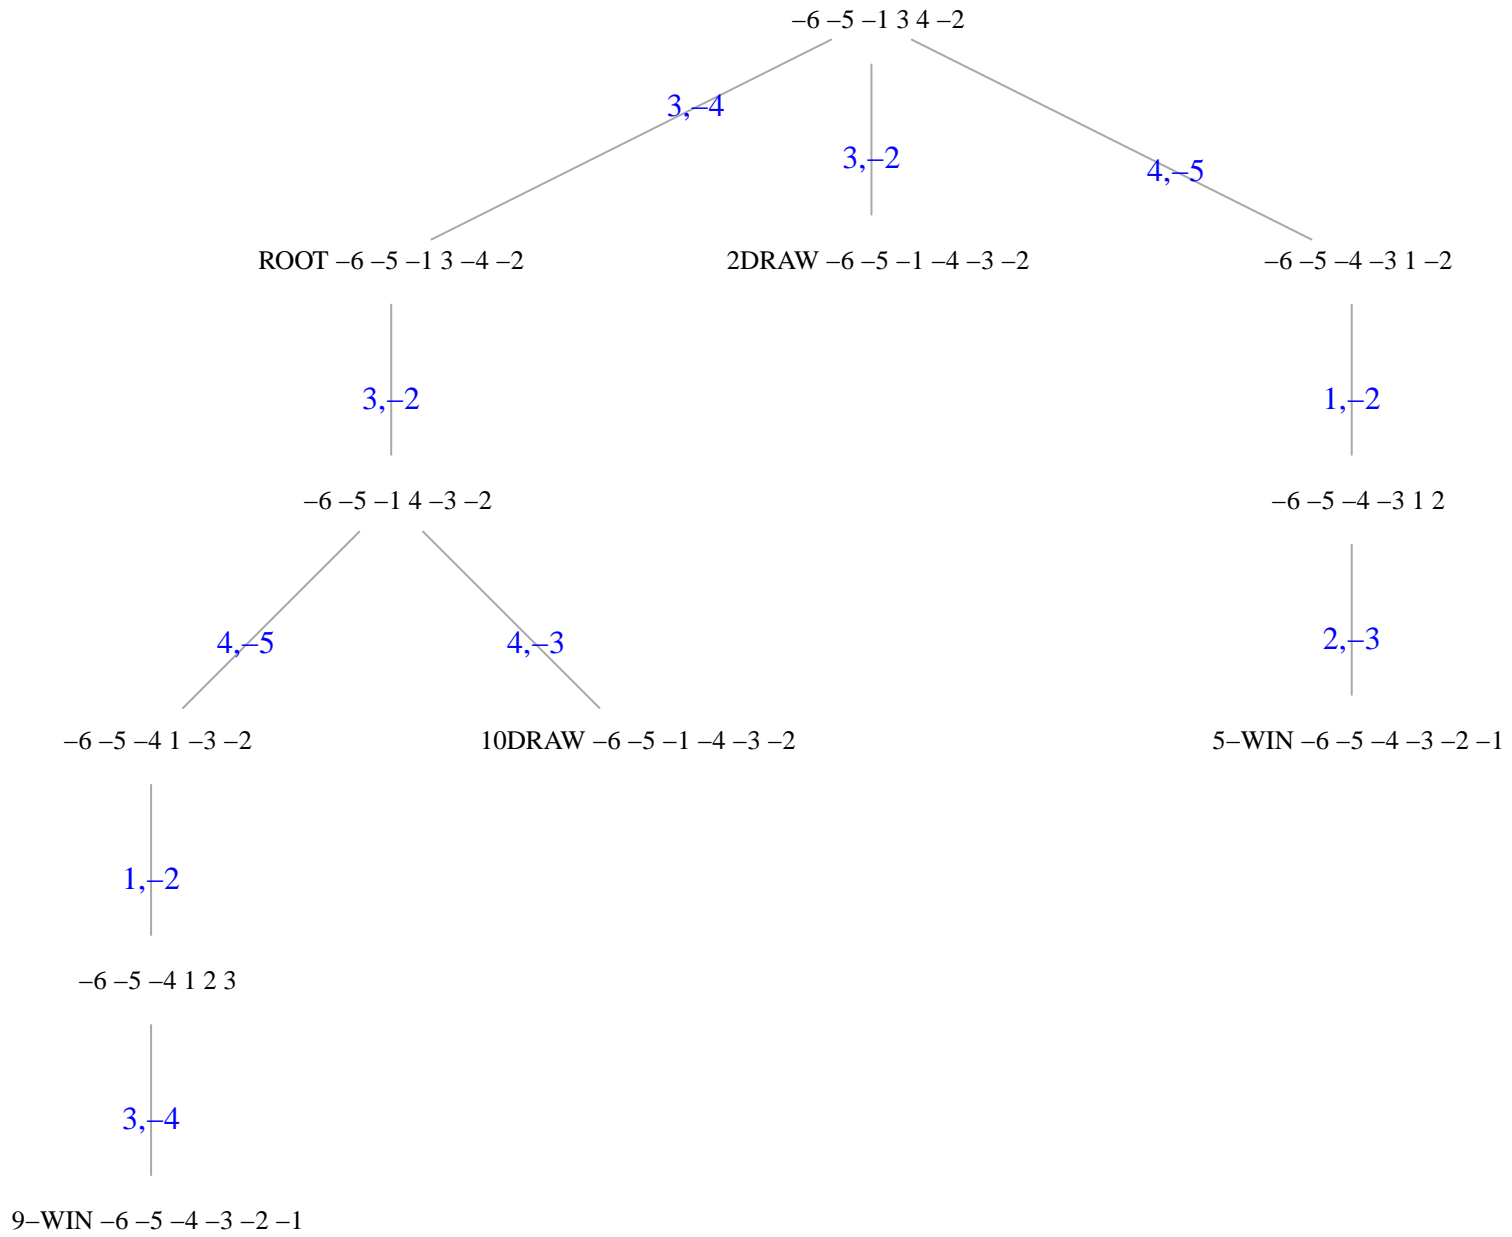 –6 –5 –1 3 4 –2
3,–4
3,–2
4,–5
ROOT –6 –5 –1 3 –4 –2
2DRAW –6 –5 –1 –4 –3 –2
–6 –5 –4 –3 1 –2
3,–2
1,–2
–6 –5 –1 4 –3 –2
–6 –5 –4 –3 1 2
4,–5
4,–3
2,–3
–6 –5 –4 1 –3 –2
10DRAW –6 –5 –1 –4 –3 –2
5–WIN –6 –5 –4 –3 –2 –1
1,–2
–6 –5 –4 1 2 3
3,–4
9–WIN –6 –5 –4 –3 –2 –1